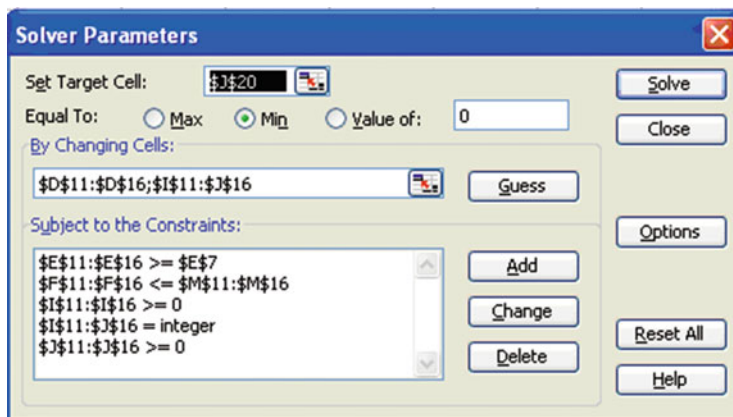 Solver Parameters
Set Target Cell: $J$20 Solve
Equal To: Max Min Value of: 0 Close
By Changing Cells:
$D$11:$D$16;$I$11:$J$16 Guess
Subject to the Constraints: Options
$E$11:$E$16 >= $E$7 Add
$F$11:$F$16 <= $M$11:$M$16
$I$11:$I$16 >= 0 Change
$I$11:$J$16 = integer Reset All
$J$11:$J$16 >= 0 Delete
Help